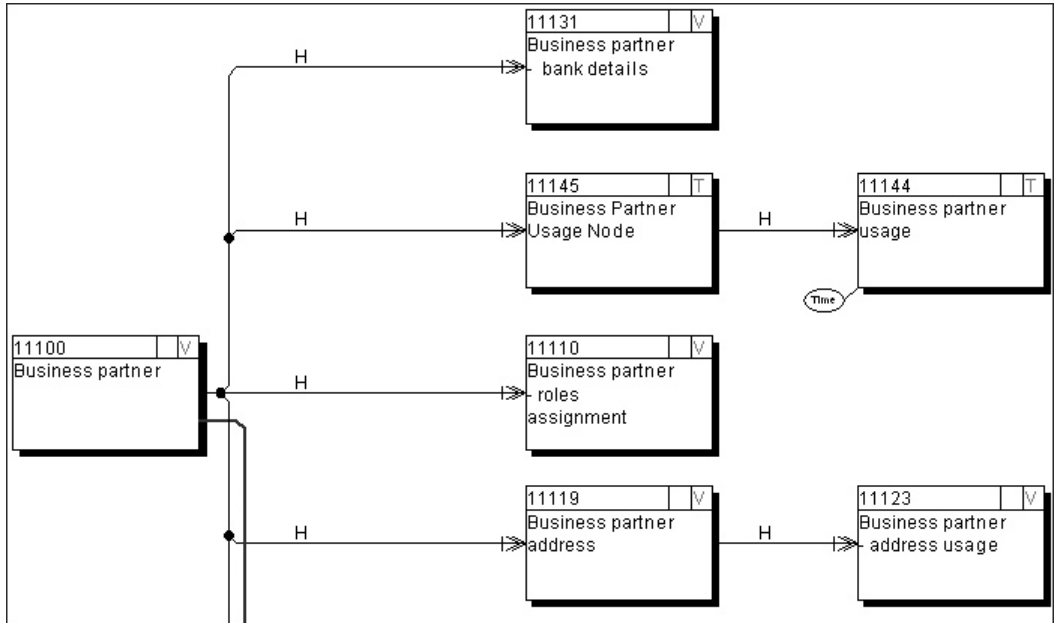 11131 V
Business partner
- bank details
H
11145 T
Business Partner
Usage Node
H
H
11144 T
Business partner
usage
Time
11100 V
Business partner
H
11110 V
Business partner
- roles
assignment
H
11119 V
Business partner
address
H
H
11123 V
Business partner
- address usage